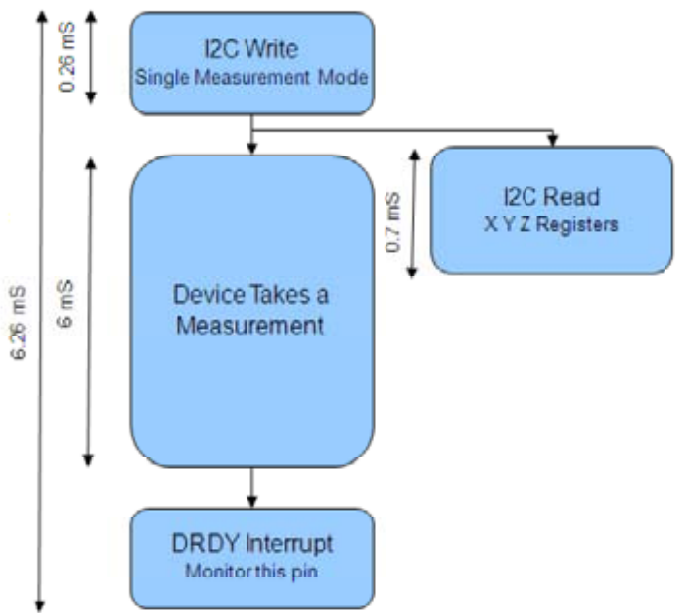 I2C Write
Single Measurement Mode
0.26 mS
I2C Read
X Y Z Registers
0.7 mS
Device Takes a
Measurement
6 mS
6.26 mS
DRDY Interrupt
Monitor this pin